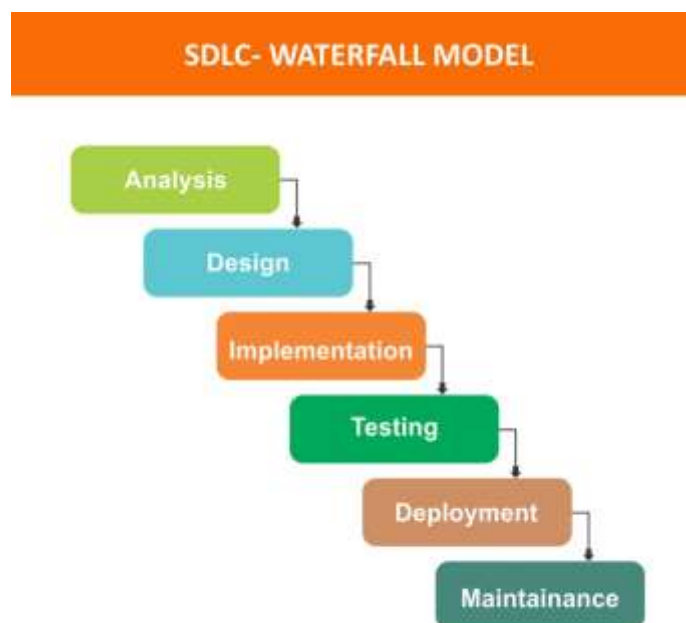 SDLC- WATERFALL MODEL
Analysis
Design
Implementation
Testing
Deployment
Maintainance